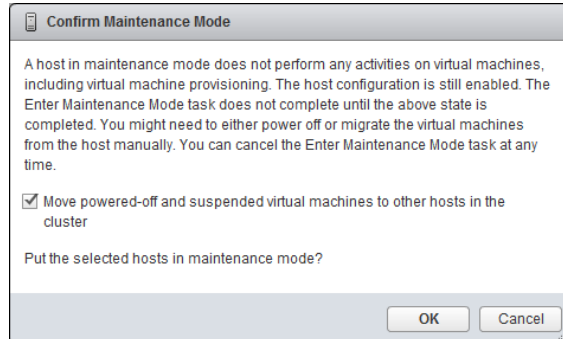 Confirm Maintenance Mode
A host in maintenance mode does not perform any activities on virtual machines,
including virtual machine provisioning. The host configuration is still enabled. The
Enter Maintenance Mode task does not complete until the above state is
completed. You might need to either power off or migrate the virtual machines
from the host manually. You can cancel the Enter Maintenance Mode task at any
time.
Move powered-off and suspended virtual machines to other hosts in the
cluster
Put the selected hosts in maintenance mode?
OK Cancel